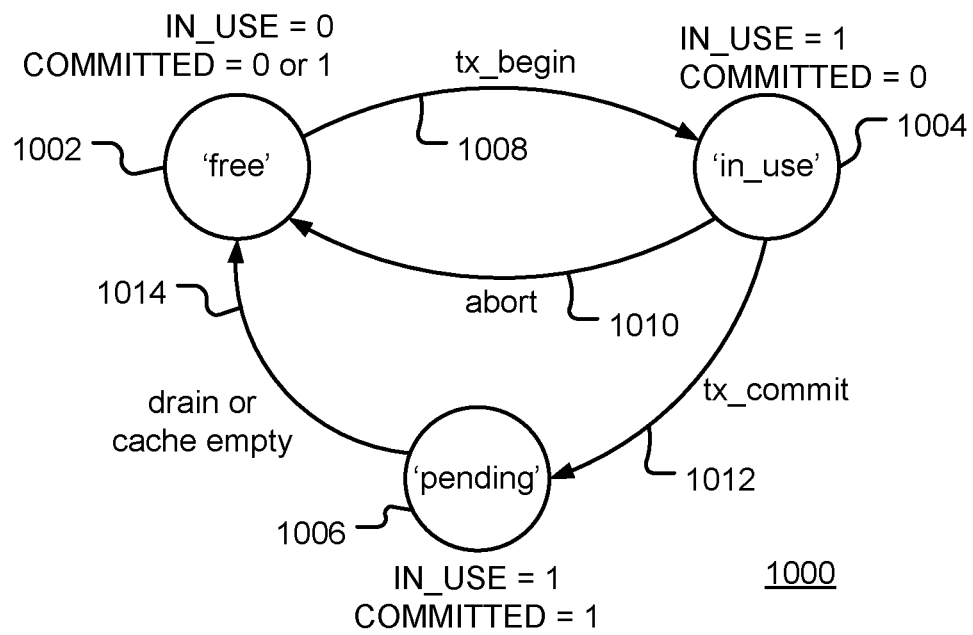 IN_USE = 0
COMMITTED = 0 or 1
IN_USE = 1
COMMITTED = 0
tx_begin
1002
'free'
1008
'in_use'
1004
1014
abort
1010
drain or
cache empty
tx_commit
'pending'
1012
1006
IN_USE = 1
COMMITTED = 1
1000